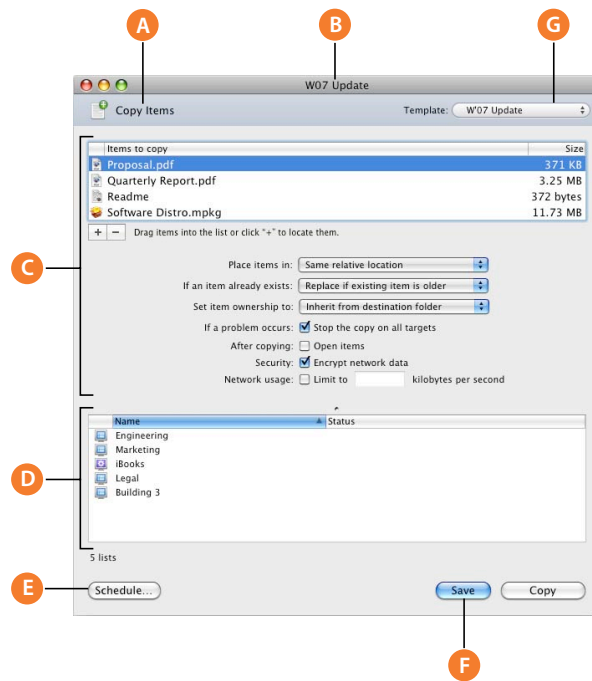 A B G
W07 Update
Copy Items Template: W'07 Update
Items to copy Size
Proposal.pdf 371 KB
Quarterly Report.pdf 3.25 MB
Readme 372 bytes
Software Distro.mpkg 11.73 MB
+ − Drag items into the list or click "+" to locate them.
C
Place items in: Same relative location
If an item already exists: Replace if existing item is older
Set item ownership to: Inherit from destination folder
If a problem occurs: Stop the copy on all targets
After copying: Open items
Security: Encrypt network data
Network usage: Limit to kilobytes per second
Name Status
Engineering
Marketing
iBooks
D Legal
Building 3
5 lists
E Schedule... Save Copy
F